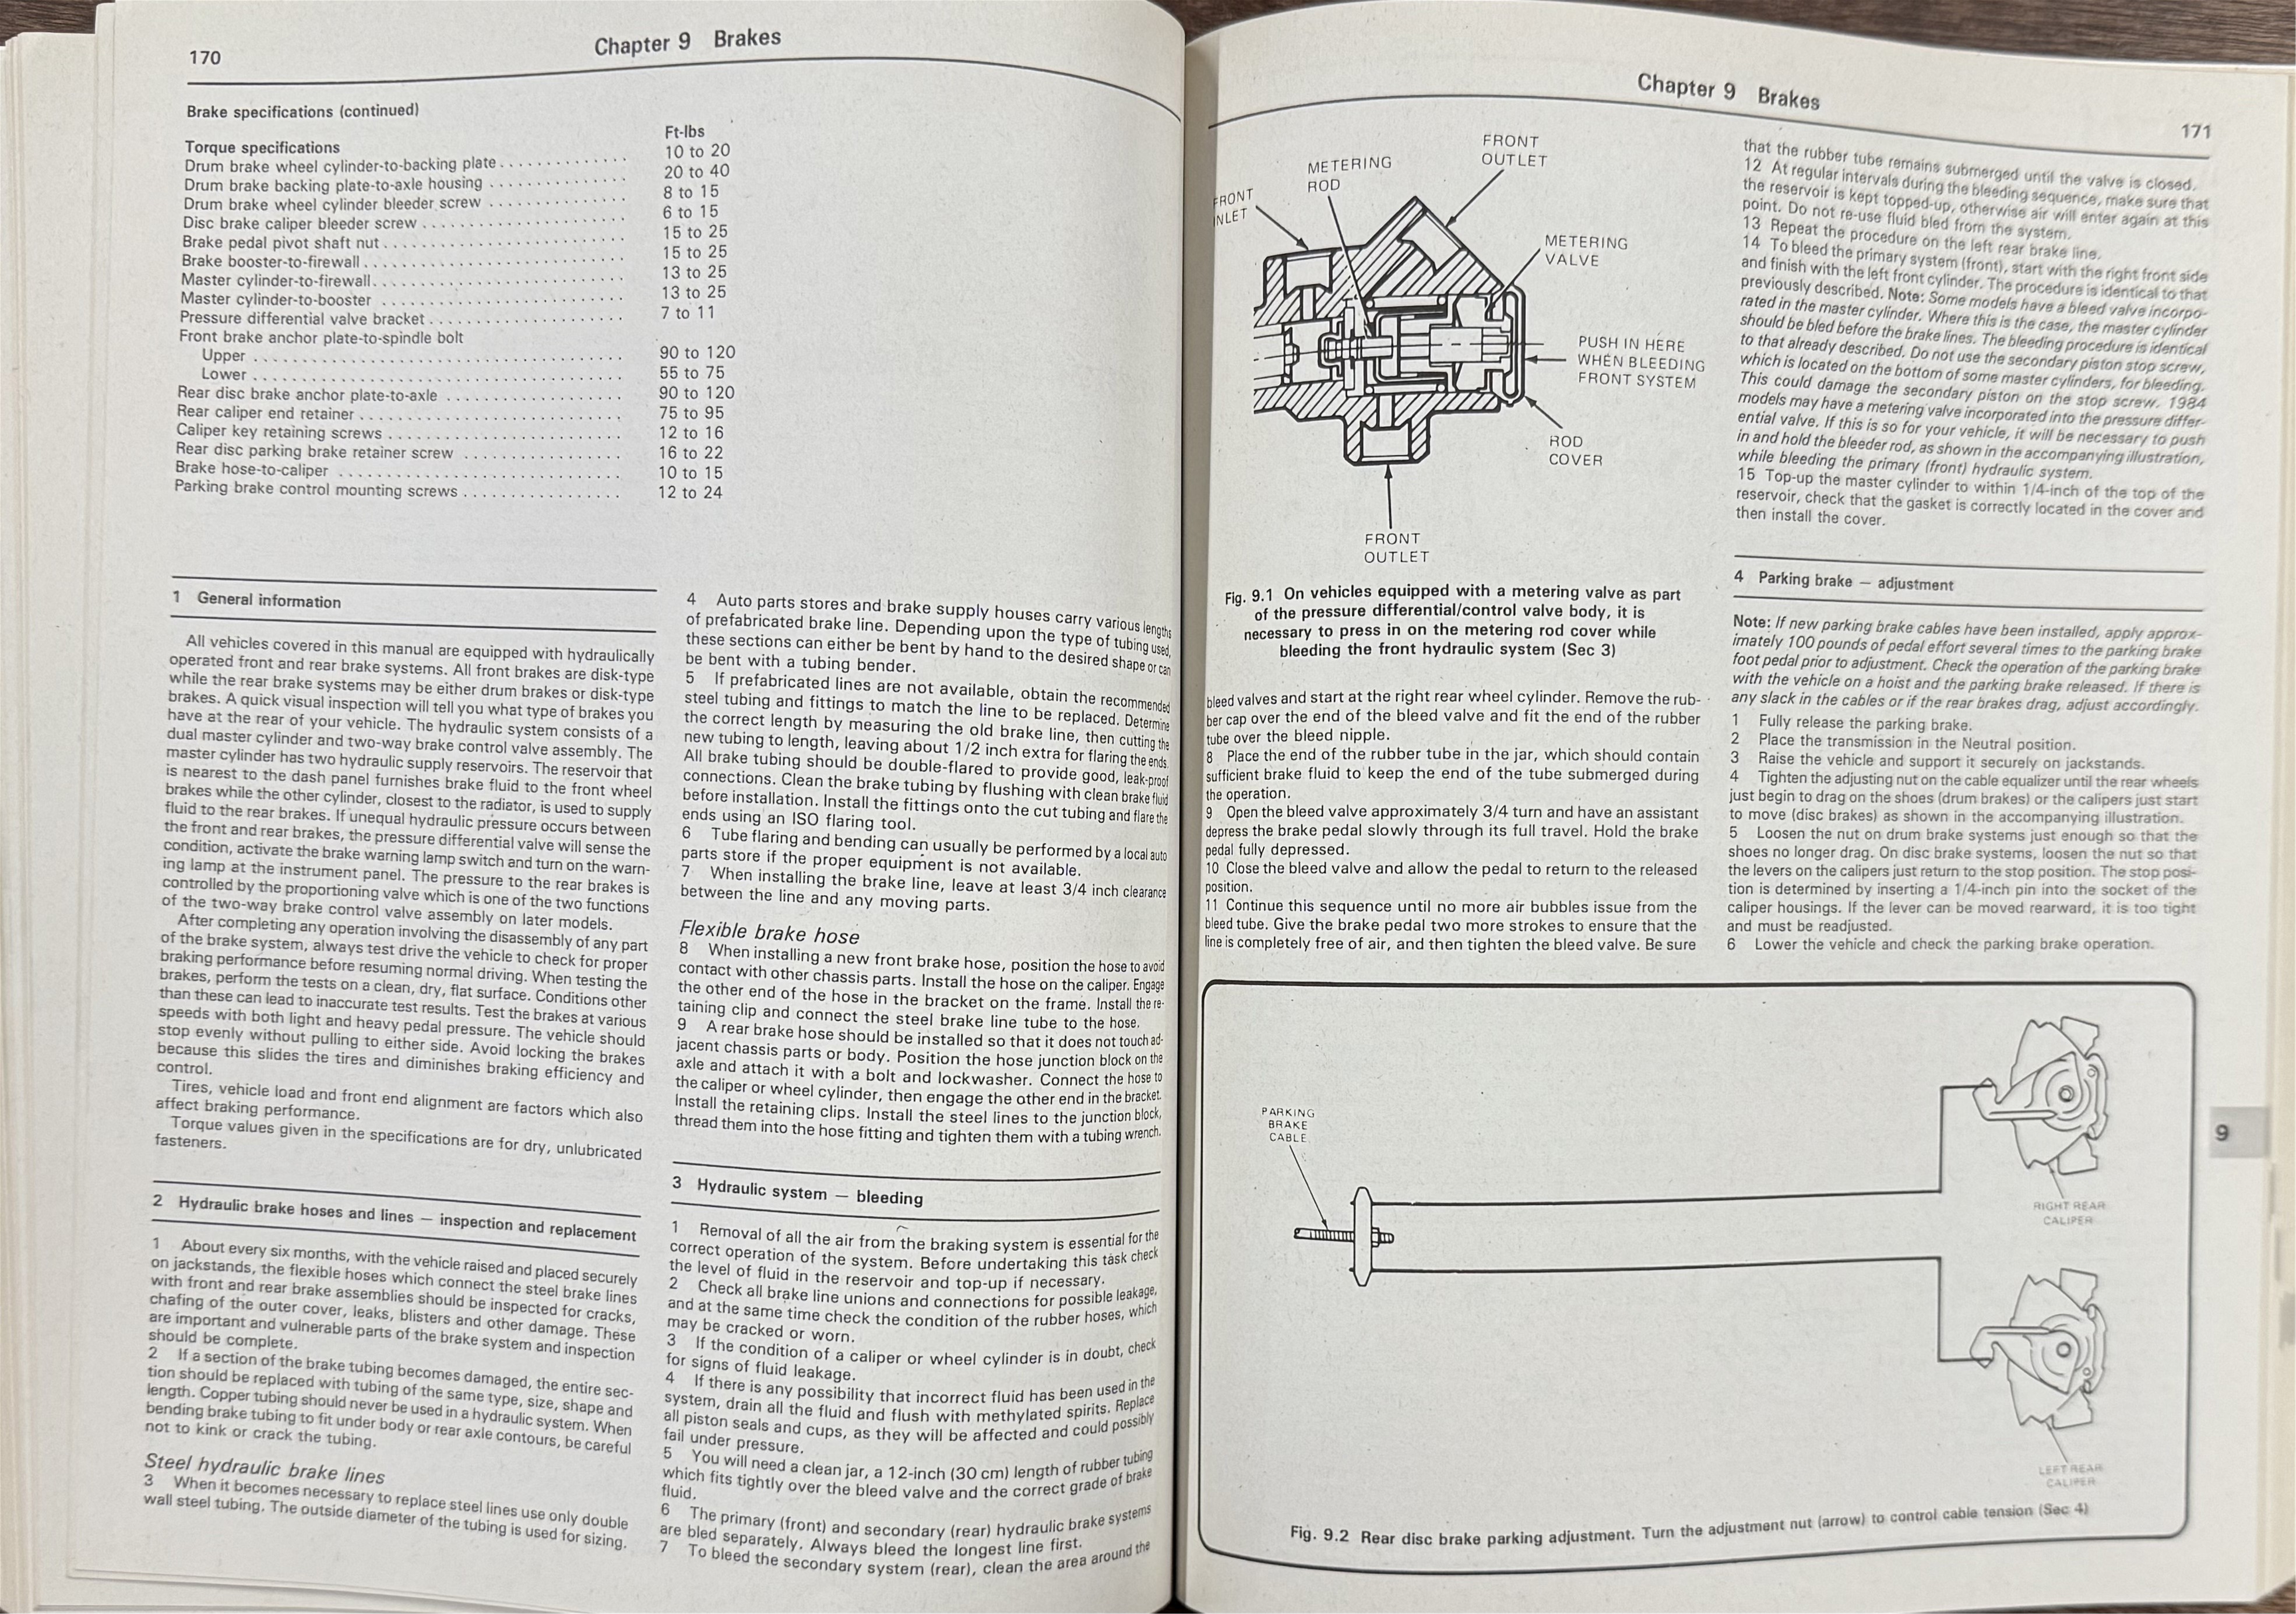 170
Chapter 9 Brakes
Brake specifications (continued)
Torque specifications
Ft-lbs
Drum brake wheel cylinder-to-backing plate . . . . . . . . . . . . . . 10 to 20
Drum brake backing plate-to-axle housing . . . . . . . . . . . . . . . 20 to 40
Drum brake wheel cylinder bleeder screw . . . . . . . . . . . . . . . 8 to 15
Disc brake caliper bleeder screw . . . . . . . . . . . . . . . . . . . . . . 6 to 15
Brake pedal pivot shaft nut . . . . . . . . . . . . . . . . . . . . . . . . . . 15 to 25
Brake booster-to-firewall . . . . . . . . . . . . . . . . . . . . . . . . . . . . 15 to 25
Master cylinder-to-firewall . . . . . . . . . . . . . . . . . . . . . . . . . . . 13 to 25
Master cylinder-to-booster . . . . . . . . . . . . . . . . . . . . . . . . . . 13 to 25
Pressure differential valve bracket . . . . . . . . . . . . . . . . . . . . . 7 to 11
Front brake anchor plate-to-spindle bolt
Upper . . . . . . . . . . . . . . . . . . . . . . . . . . . . . . . . . . . . . . . . 90 to 120
Lower . . . . . . . . . . . . . . . . . . . . . . . . . . . . . . . . . . . . . . . . 55 to 75
Rear disc brake anchor plate-to-axle . . . . . . . . . . . . . . . . . . . 90 to 120
Rear caliper end retainer . . . . . . . . . . . . . . . . . . . . . . . . . . . . 75 to 95
Caliper key retaining screws . . . . . . . . . . . . . . . . . . . . . . . . . 12 to 16
Rear disc parking brake retainer screw . . . . . . . . . . . . . . . . . 16 to 22
Brake hose-to-caliper . . . . . . . . . . . . . . . . . . . . . . . . . . . . . . 10 to 15
Parking brake control mounting screws . . . . . . . . . . . . . . . . . 12 to 24
1 General information
All vehicles covered in this manual are equipped with hydraulically
operated front and rear brake systems. All front brakes are disk-type
while the rear brake systems may be either drum brakes or disk-type
brakes. A quick visual inspection will tell you what type of brakes you
have at the rear of your vehicle. The hydraulic system consists of a
dual master cylinder and two-way brake control valve assembly. The
master cylinder has two hydraulic supply reservoirs. The reservoir that
is nearest to the dash panel furnishes brake fluid to the front wheel
brakes while the other cylinder, closest to the radiator, is used to supply
fluid to the rear brakes. If unequal hydraulic pressure occurs between
the front and rear brakes, the pressure differential valve will sense the
condition, activate the brake warning lamp switch and turn on the warn-
ing lamp at the instrument panel. The pressure to the rear brakes is
controlled by the proportioning valve which is one of the two functions
of the two-way brake control valve assembly on later models.
After completing any operation involving the disassembly of any part
of the brake system, always test drive the vehicle to check for proper
braking performance before resuming normal driving. When testing the
brakes, perform the tests on a clean, dry, flat surface. Conditions other
than these can lead to inaccurate test results. Test the brakes at various
speeds with both light and heavy pedal pressure. The vehicle should
stop evenly without pulling to either side. Avoid locking the brakes
because this slides the tires and diminishes braking efficiency and
control.
Tires, vehicle load and front end alignment are factors which also
affect braking performance.
Torque values given in the specifications are for dry, unlubricated
fasteners.
2 Hydraulic brake hoses and lines — inspection and replacement
1 About every six months, with the vehicle raised and placed securely
on jackstands, the flexible hoses which connect the steel brake lines
with front and rear brake assemblies should be inspected for cracks,
chafing of the outer cover, leaks, blisters and other damage. These
are important and vulnerable parts of the brake system and inspection
should be complete.
2 If a section of the brake tubing becomes damaged, the entire sec-
tion should be replaced with tubing of the same type, size, shape and
length. Copper tubing should never be used in a hydraulic system. When
bending brake tubing to fit under body or rear axle contours, be careful
not to kink or crack the tubing.
Steel hydraulic brake lines
3 When it becomes necessary to replace steel lines use only double
wall steel tubing. The outside diameter of the tubing is used for sizing.
4 Auto parts stores and brake supply houses carry various lengths
of prefabricated brake line. Depending upon the type of tubing used,
these sections can either be bent by hand to the desired shape or can
be bent with a tubing bender.
5 If prefabricated lines are not available, obtain the recommended
steel tubing and fittings to match the line to be replaced. Determine
the correct length by measuring the old brake line, then cutting the
new tubing to length, leaving about 1/2 inch extra for flaring the ends.
All brake tubing should be double-flared to provide good, leak-proof
connections. Clean the brake tubing by flushing with clean brake fluid
before installation. Install the fittings onto the cut tubing and flare the
ends using an ISO flaring tool.
6 Tube flaring and bending can usually be performed by a local auto
parts store if the proper equipment is not available.
7 When installing the brake line, leave at least 3/4 inch clearance
between the line and any moving parts.
Flexible brake hose
8 When installing a new front brake hose, position the hose to avoid
contact with other chassis parts. Install the hose on the caliper. Engage
the other end of the hose in the bracket on the frame. Install the re-
taining clip and connect the steel brake line tube to the hose.
9 A rear brake hose should be installed so that it does not touch ad-
jacent chassis parts or body. Position the hose junction block on the
axle and attach it with a bolt and lockwasher. Connect the hose to
the caliper or wheel cylinder, then engage the other end in the bracket.
Install the retaining clips. Install the steel lines to the junction block,
thread them into the hose fitting and tighten them with a tubing wrench.
3 Hydraulic system — bleeding
1 Removal of all the air from the braking system is essential for the
correct operation of the system. Before undertaking this task check
the level of fluid in the reservoir and top-up if necessary.
2 Check all brake line unions and connections for possible leakage,
and at the same time check the condition of the rubber hoses, which
may be cracked or worn.
3 If the condition of a caliper or wheel cylinder is in doubt, check
for signs of fluid leakage.
4 If there is any possibility that incorrect fluid has been used in the
system, drain all the fluid and flush with methylated spirits. Replace
all piston seals and cups, as they will be affected and could possibly
fail under pressure.
5 You will need a clean jar, a 12-inch (30 cm) length of rubber tubing
which fits tightly over the bleed valve and the correct grade of brake
fluid.
6 The primary (front) and secondary (rear) hydraulic brake systems
are bled separately. Always bleed the longest line first.
7 To bleed the secondary system (rear), clean the area around the
Chapter 9 Brakes
171
FRONT
OUTLET
METERING
ROD
FRONT
INLET
METERING
VALVE
PUSH IN HERE
WHEN BLEEDING
FRONT SYSTEM
ROD
COVER
FRONT
OUTLET
Fig. 9.1 On vehicles equipped with a metering valve as part
of the pressure differential/control valve body, it is
necessary to press in on the metering rod cover while
bleeding the front hydraulic system (Sec 3)
bleed valves and start at the right rear wheel cylinder. Remove the rub-
ber cap over the end of the bleed valve and fit the end of the rubber
tube over the bleed nipple.
8 Place the end of the rubber tube in the jar, which should contain
sufficient brake fluid to keep the end of the tube submerged during
the operation.
9 Open the bleed valve approximately 3/4 turn and have an assistant
depress the brake pedal slowly through its full travel. Hold the brake
pedal fully depressed.
10 Close the bleed valve and allow the pedal to return to the released
position.
11 Continue this sequence until no more air bubbles issue from the
bleed tube. Give the brake pedal two more strokes to ensure that the
line is completely free of air, and then tighten the bleed valve. Be sure
that the rubber tube remains submerged until the valve is closed.
12 At regular intervals during the bleeding sequence, make sure that
the reservoir is kept topped-up, otherwise air will enter again at this
point. Do not re-use fluid bled from the system.
13 Repeat the procedure on the left rear brake line.
14 To bleed the primary system (front), start with the right front side
and finish with the left front cylinder. The procedure is identical to that
previously described. Note: Some models have a bleed valve incorpo-
rated in the master cylinder. Where this is the case, the master cylinder
should be bled before the brake lines. The bleeding procedure is identical
to that already described. Do not use the secondary piston stop screw,
which is located on the bottom of some master cylinders, for bleeding.
This could damage the secondary piston on the stop screw. 1984
models may have a metering valve incorporated into the pressure differ-
ential valve. If this is so for your vehicle, it will be necessary to push
in and hold the bleeder rod, as shown in the accompanying illustration,
while bleeding the primary (front) hydraulic system.
15 Top-up the master cylinder to within 1/4-inch of the top of the
reservoir, check that the gasket is correctly located in the cover and
then install the cover.
4 Parking brake — adjustment
Note: If new parking brake cables have been installed, apply approx-
imately 100 pounds of pedal effort several times to the parking brake
foot pedal prior to adjustment. Check the operation of the parking brake
with the vehicle on a hoist and the parking brake released. If there is
any slack in the cables or if the rear brakes drag, adjust accordingly.
1 Fully release the parking brake.
2 Place the transmission in the Neutral position.
3 Raise the vehicle and support it securely on jackstands.
4 Tighten the adjusting nut on the cable equalizer until the rear wheels
just begin to drag on the shoes (drum brakes) or the calipers just start
to move (disc brakes) as shown in the accompanying illustration.
5 Loosen the nut on drum brake systems just enough so that the
shoes no longer drag. On disc brake systems, loosen the nut so that
the levers on the calipers just return to the stop position. The stop posi-
tion is determined by inserting a 1/4-inch pin into the socket of the
caliper housings. If the lever can be moved rearward, it is too tight
and must be readjusted.
6 Lower the vehicle and check the parking brake operation.
PARKING
BRAKE
CABLE
RIGHT REAR
CALIPER
LEFT REAR
CALIPER
Fig. 9.2 Rear disc brake parking adjustment. Turn the adjustment nut (arrow) to control cable tension (Sec 4)
9